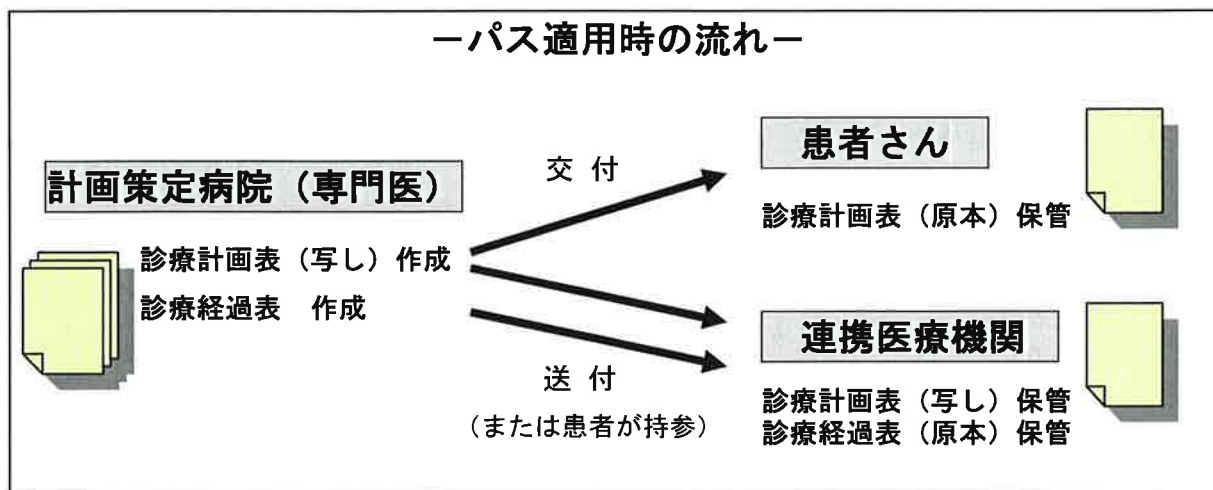 －パス適用時の流れ－
計画策定病院（専門医）
診療計画表（写し）作成
診療経過表　作成
交 付
送 付
（または患者が持参）
患者さん
診療計画表（原本）保管
連携医療機関
診療計画表（写し）保管
診療経過表（原本）保管